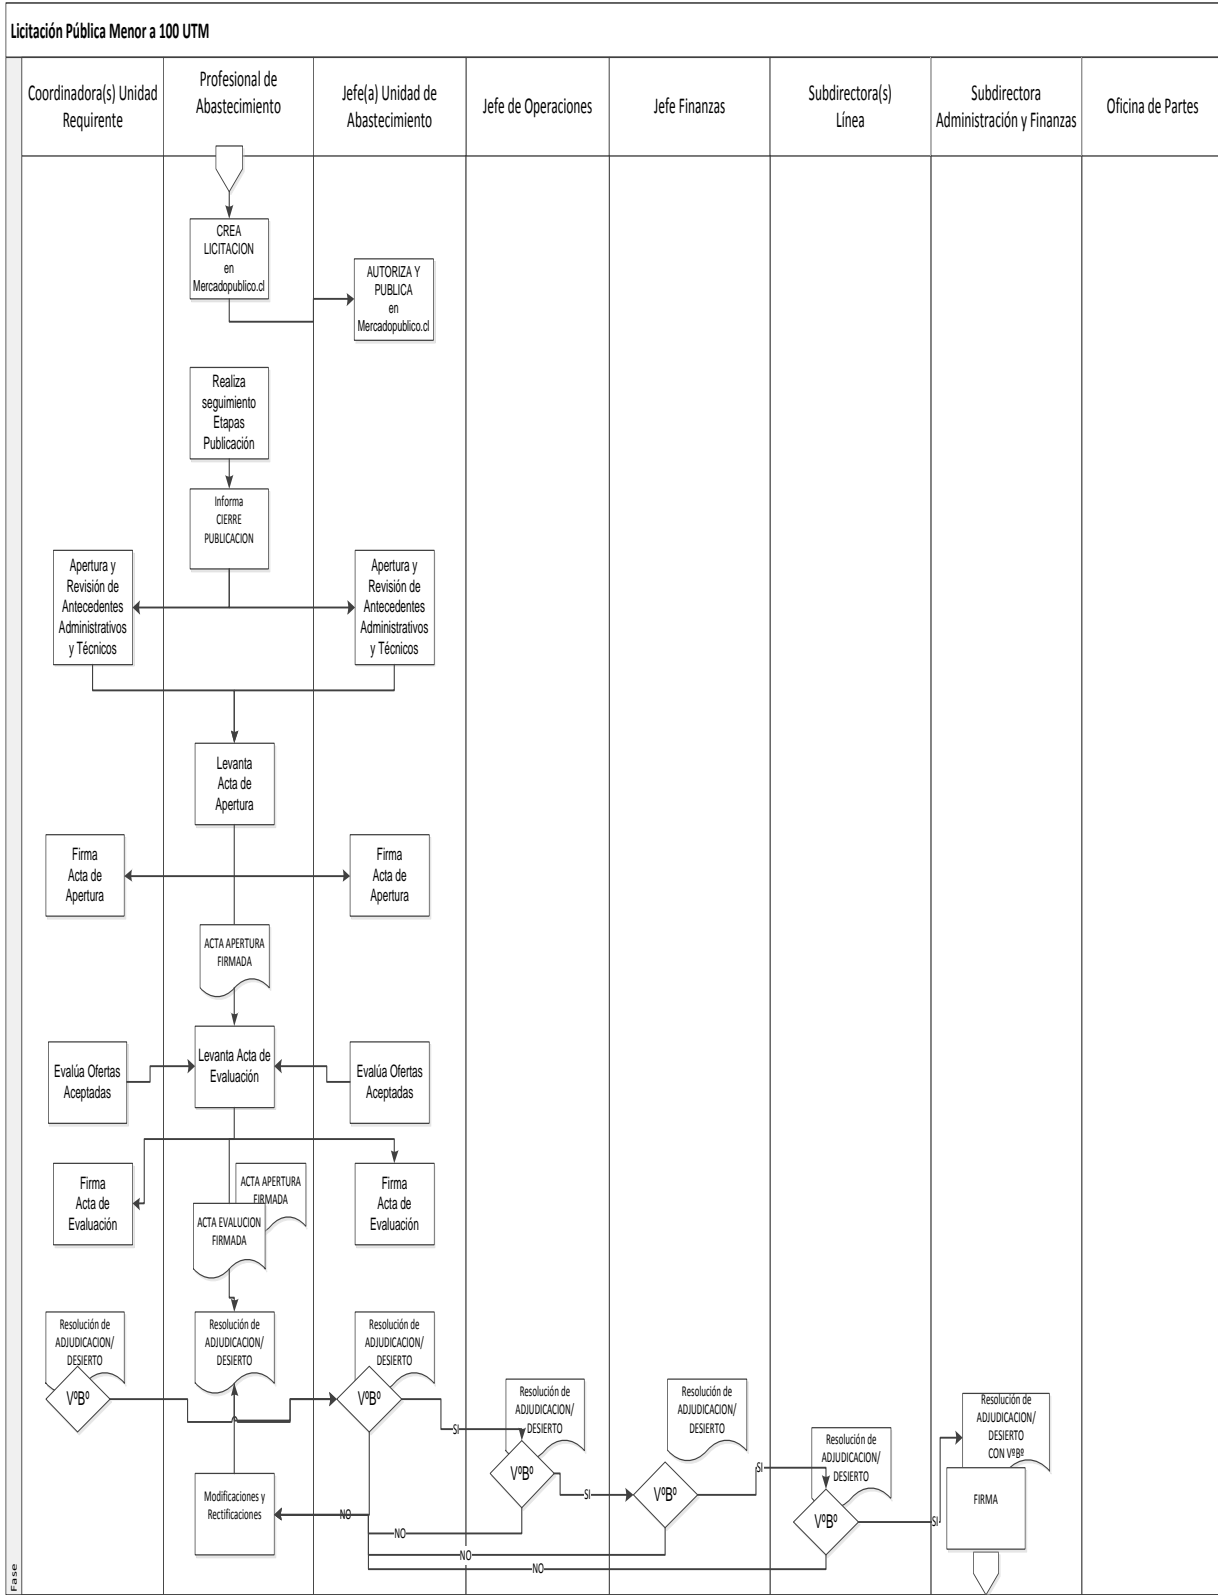 Licitación Pública Menor a 100 UTM
Fase
Coordinadora(s) Unidad
Requirente
Profesional de
Abastecimiento
Jefe(a) Unidad de
Abastecimiento
Jefe de Operaciones
Jefe Finanzas
Subdirectora(s)
Línea
Subdirectora
Administración y Finanzas
Oficina de Partes
CREA
LICITACION
en
Mercadopublico.cl
AUTORIZA Y
PUBLICA
en
Mercadopublico.cl
Realiza
seguimiento
Etapas
Publicación
Informa
CIERRE
PUBLICACION
Apertura y
Revisión de
Antecedentes
Administrativos
y Técnicos
Apertura y
Revisión de
Antecedentes
Administrativos
y Técnicos
Levanta
Acta de
Apertura
Firma
Acta de
Apertura
Firma
Acta de
Apertura
ACTA APERTURA
FIRMADA
Evalúa Ofertas
Aceptadas
Levanta Acta de
Evaluación
Evalúa Ofertas
Aceptadas
Firma
Acta de
Evaluación
ACTA APERTURA
FIRMADA
ACTA EVALUCION
FIRMADA
Firma
Acta de
Evaluación
Resolución de
ADJUDICACION/
DESIERTO
VºBº
Resolución de
ADJUDICACION/
DESIERTO
Resolución de
ADJUDICACION/
DESIERTO
VºBº
SI
Resolución de
ADJUDICACION/
DESIERTO
VºBº
SI
Resolución de
ADJUDICACION/
DESIERTO
VºBº
SI
Resolución de
ADJUDICACION/
DESIERTO
VºBº
SI
Resolución de
ADJUDICACION/
DESIERTO
CON VºBº
FIRMA
Modificaciones y
Rectificaciones
NO
NO
NO
NO